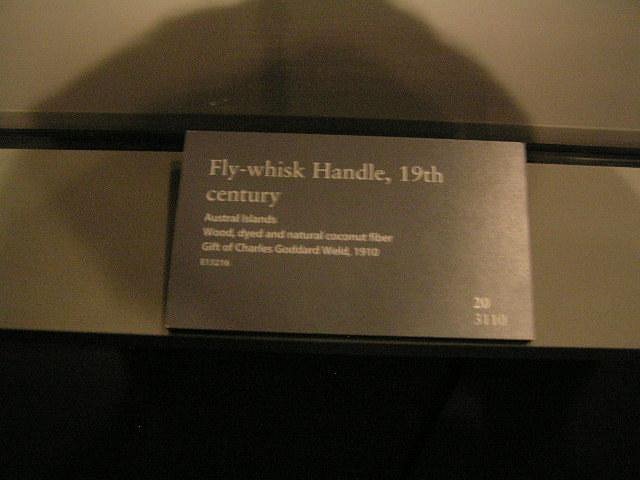 Fly-whisk Handle, 19th
century
Austral Islands
Wood, dyed and natural coconut fiber
Gift of Charles Goddard Weld, 1910
20
3110